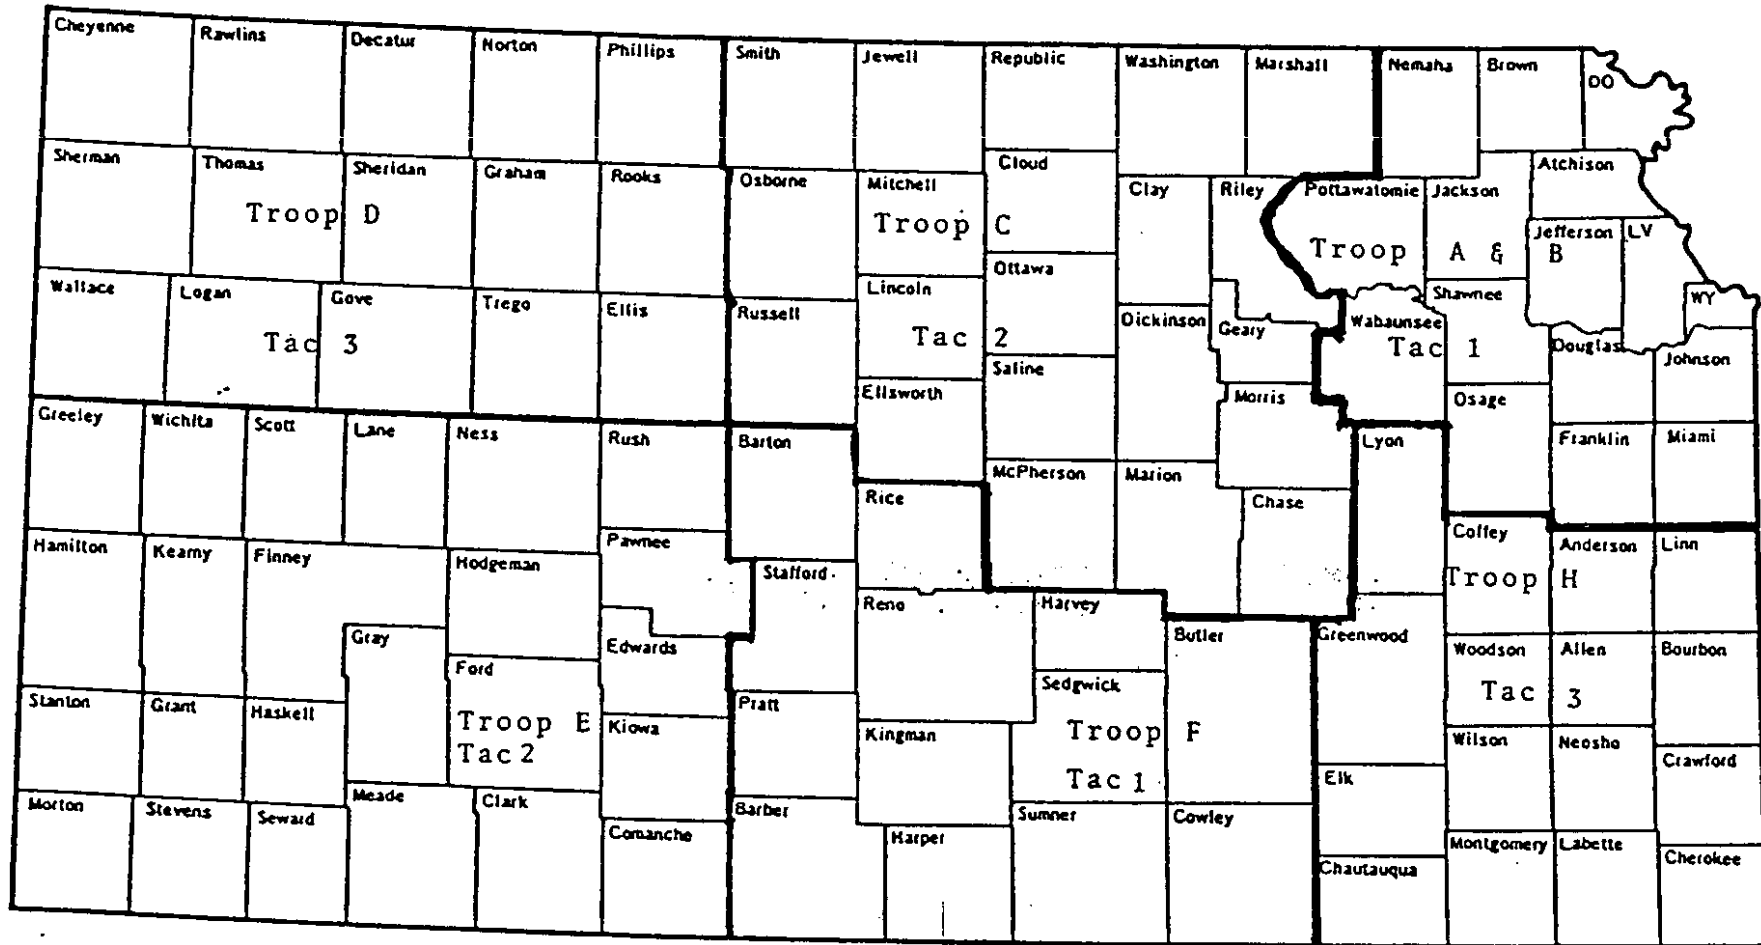 Cheyenne Rawlins Decatur Norton Phillips Smith Jewell Republic Washington Marshall Nemaha Brown DO
Sherman Thomas Sheridan Graham Rooks Osborne Mitchell Cloud Clay Riley Pottawatomie Jackson Atchison
Troop D Troop C Troop A & B Jefferson LV
Wallace Logan Gove Trego Ellis Russell Lincoln Ottawa Dickinson Geary Wabaunsee Shawnee WY
Tac 3 Tac 2 Tac 1 Douglas Johnson
Saline
Greeley Wichita Scott Lane Ness Rush Barton Ellsworth Morris Lyon Osage Franklin Miami
Rice McPherson Marion Chase
Hamilton Kearny Finney Hodgeman Pawnee Stafford Reno Harvey Coffey Anderson Linn
Troop H
Gray Edwards Butler Greenwood Woodson Allen Bourbon
Stanton Grant Haskell Ford Kiowa Pratt Kingman Sedgwick Tac 3
Troop E Troop F Wilson Neosho Crawford
Tac 2 Tac 1 Elk
Morton Stevens Seward Meade Clark Comanche Barber Harper Sumner Cowley Chautauqua Montgomery Labette Cherokee